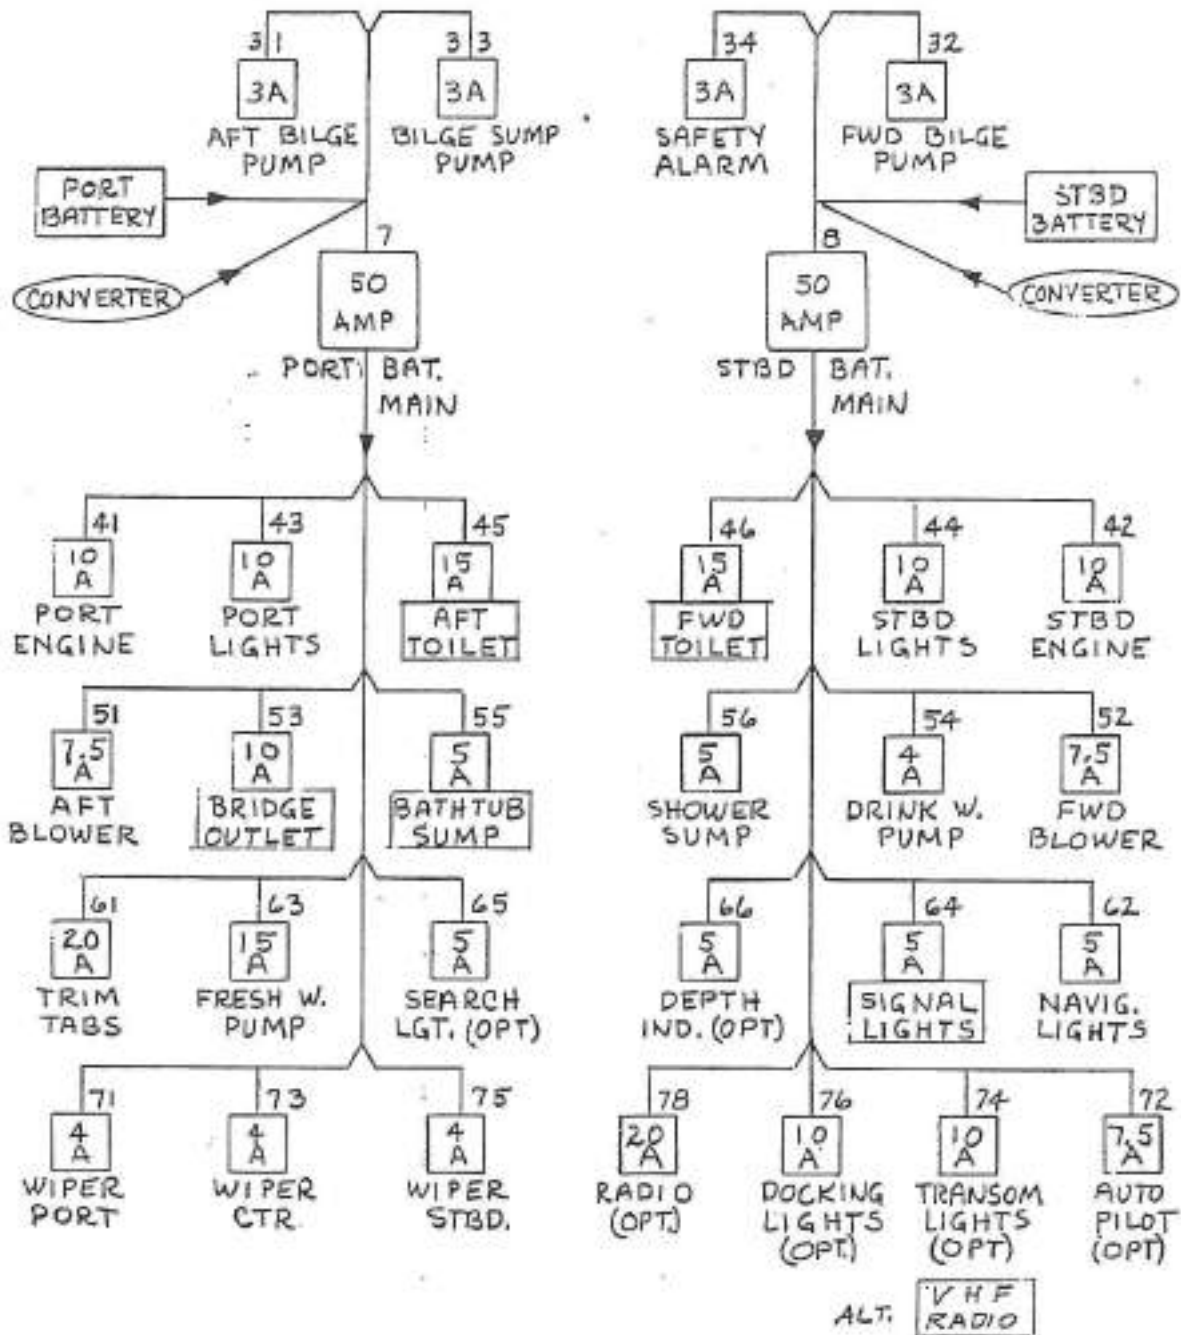 31
33
34
32
3A
3A
3A
3A
AFT BILGE
PUMP
BILGE SUMP
PUMP
SAFETY
ALARM
FWD BILGE
PUMP
PORT
BATTERY
STBD
BATTERY
7
8
CONVERTER
50
AMP
50
AMP
CONVERTER
PORT BAT.
MAIN
STBD BAT.
MAIN
41
43
45
46
44
42
10
A
10
A
15
A
15
A
10
A
10
A
PORT
ENGINE
PORT
LIGHTS
AFT
TOILET
FWD
TOILET
STBD
LIGHTS
STBD
ENGINE
51
53
55
56
54
52
7.5
A
10
A
5
A
5
A
4
A
7.5
A
AFT
BLOWER
BRIDGE
OUTLET
BATHTUB
SUMP
SHOWER
SUMP
DRINK W.
PUMP
FWD
BLOWER
61
63
65
66
64
62
20
A
15
A
5
A
5
A
5
A
5
A
TRIM
TABS
FRESH W.
PUMP
SEARCH
LGT. (OPT)
DEPTH
IND. (OPT)
SIGNAL
LIGHTS
NAVIG.
LIGHTS
71
73
75
78
76
74
72
4
A
4
A
4
A
20
A
10
A
10
A
7.5
A
WIPER
PORT
WIPER
CTR.
WIPER
STBD.
RADIO
(OPT.)
DOCKING
LIGHTS
(OPT.)
TRANSOM
LIGHTS
(OPT)
AUTO
PILOT
(OPT)
ALT.
VHF
RADIO